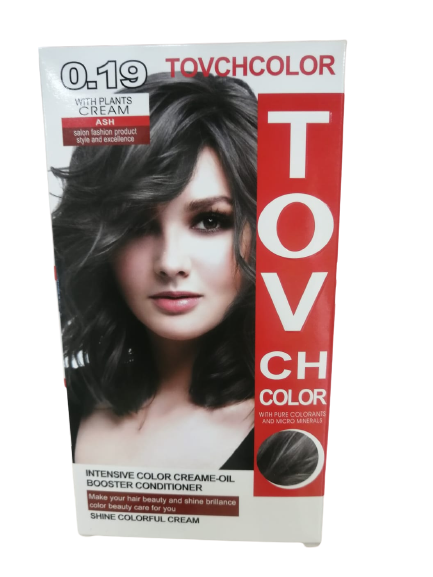 0.19
TOVCHCOLOR
WITH PLANTS
CREAM
ASH
salon fashion product
style and excellence
T
O
V
CH
COLOR
WITH PURE COLORANTS
AND MICRO MINERALS
INTENSIVE COLOR CREAME-OIL
BOOSTER CONDITIONER
Make your hair beauty and shine brillance
color beauty care for you
SHINE COLORFUL CREAM